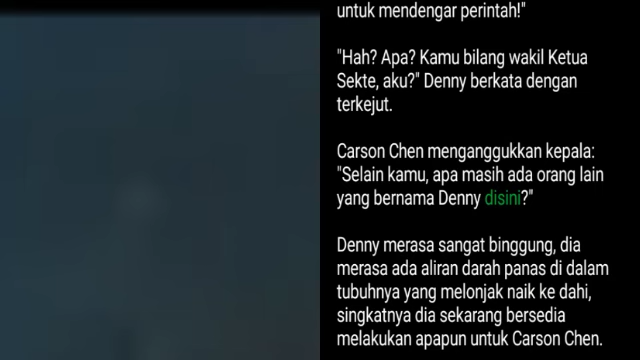 untuk mendengar perintah!"
"Hah? Apa? Kamu bilang wakil Ketua
Sekte, aku?" Denny berkata dengan
terkejut.
Carson Chen menganggukkan kepala:
"Selain kamu, apa masih ada orang lain
yang bernama Denny disini?"
Denny merasa sangat binggung, dia
merasa ada aliran darah panas di dalam
tubuhnya yang melonjak naik ke dahi,
singkatnya dia sekarang bersedia
melakukan apapun untuk Carson Chen.